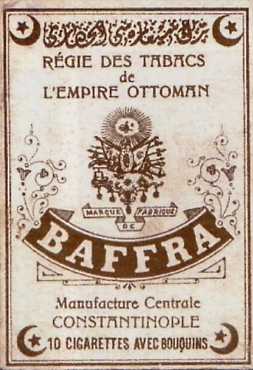 RÉGIE DES TABACS
de
L'EMPIRE OTTOMAN
MARQUE DE FABRIQUE
BAFFRA
Manufacture Centrale
CONSTANTINOPLE
10 CIGARETTES AVEC BOUQUINS